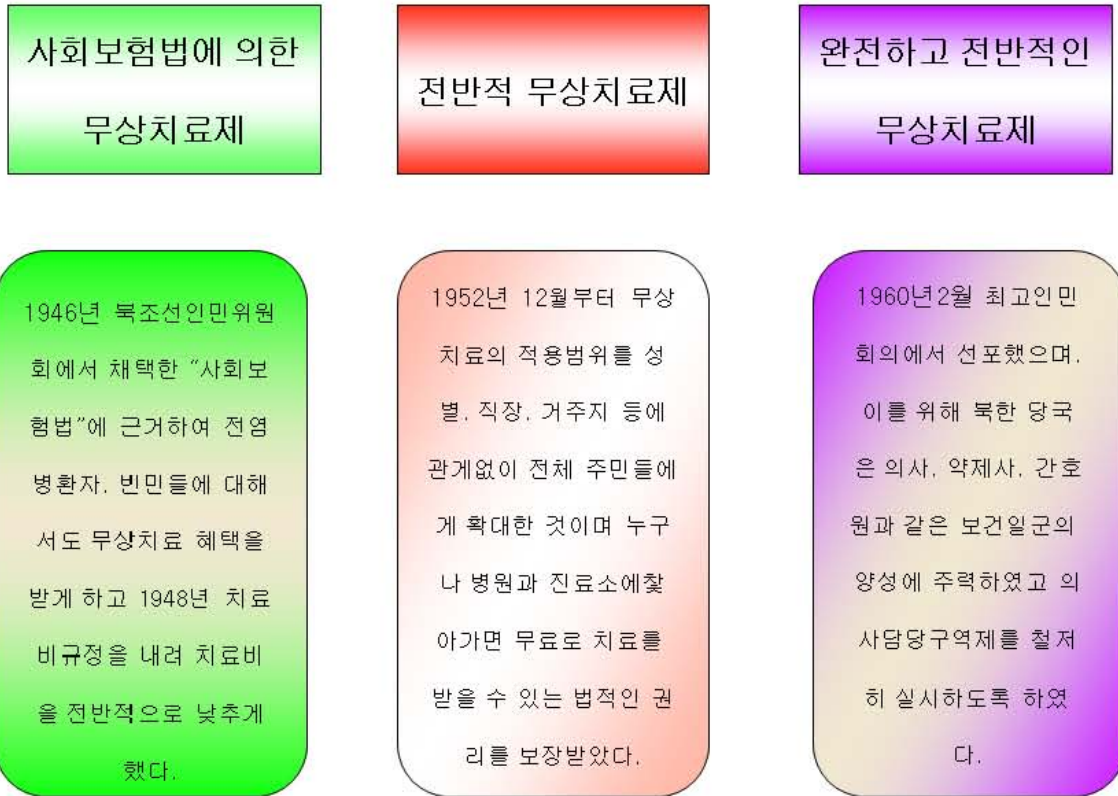 사회보험법에 의한
무상치료제
전반적 무상치료제
완전하고 전반적인
무상치료제
1946년 북조선인민위원
회에서 채택한 “사회보
험법”에 근거하여 전염
병환자, 빈민들에 대해
서도 무상치료 혜택을
받게 하고 1948년 치료
비규정을 내려 치료비
을 전반적으로 낮추게
했다.
1952년 12월부터 무상
치료의 적용범위를 성
별, 직장, 거주지 등에
관계없이 전체 주민들에
게 확대한 것이며 누구
나 병원과 진료소에찾
아가면 무료로 치료를
받을 수 있는 법적인 권
리를 보장받았다.
1960년2월 최고인민
회의에서 선포했으며,
이를 위해 북한 당국
은 의사, 약제사, 간호
원과 같은 보건일군의
양성에 주력하였고 의
사담당구역제를 철저
히 실시하도록 하였
다.